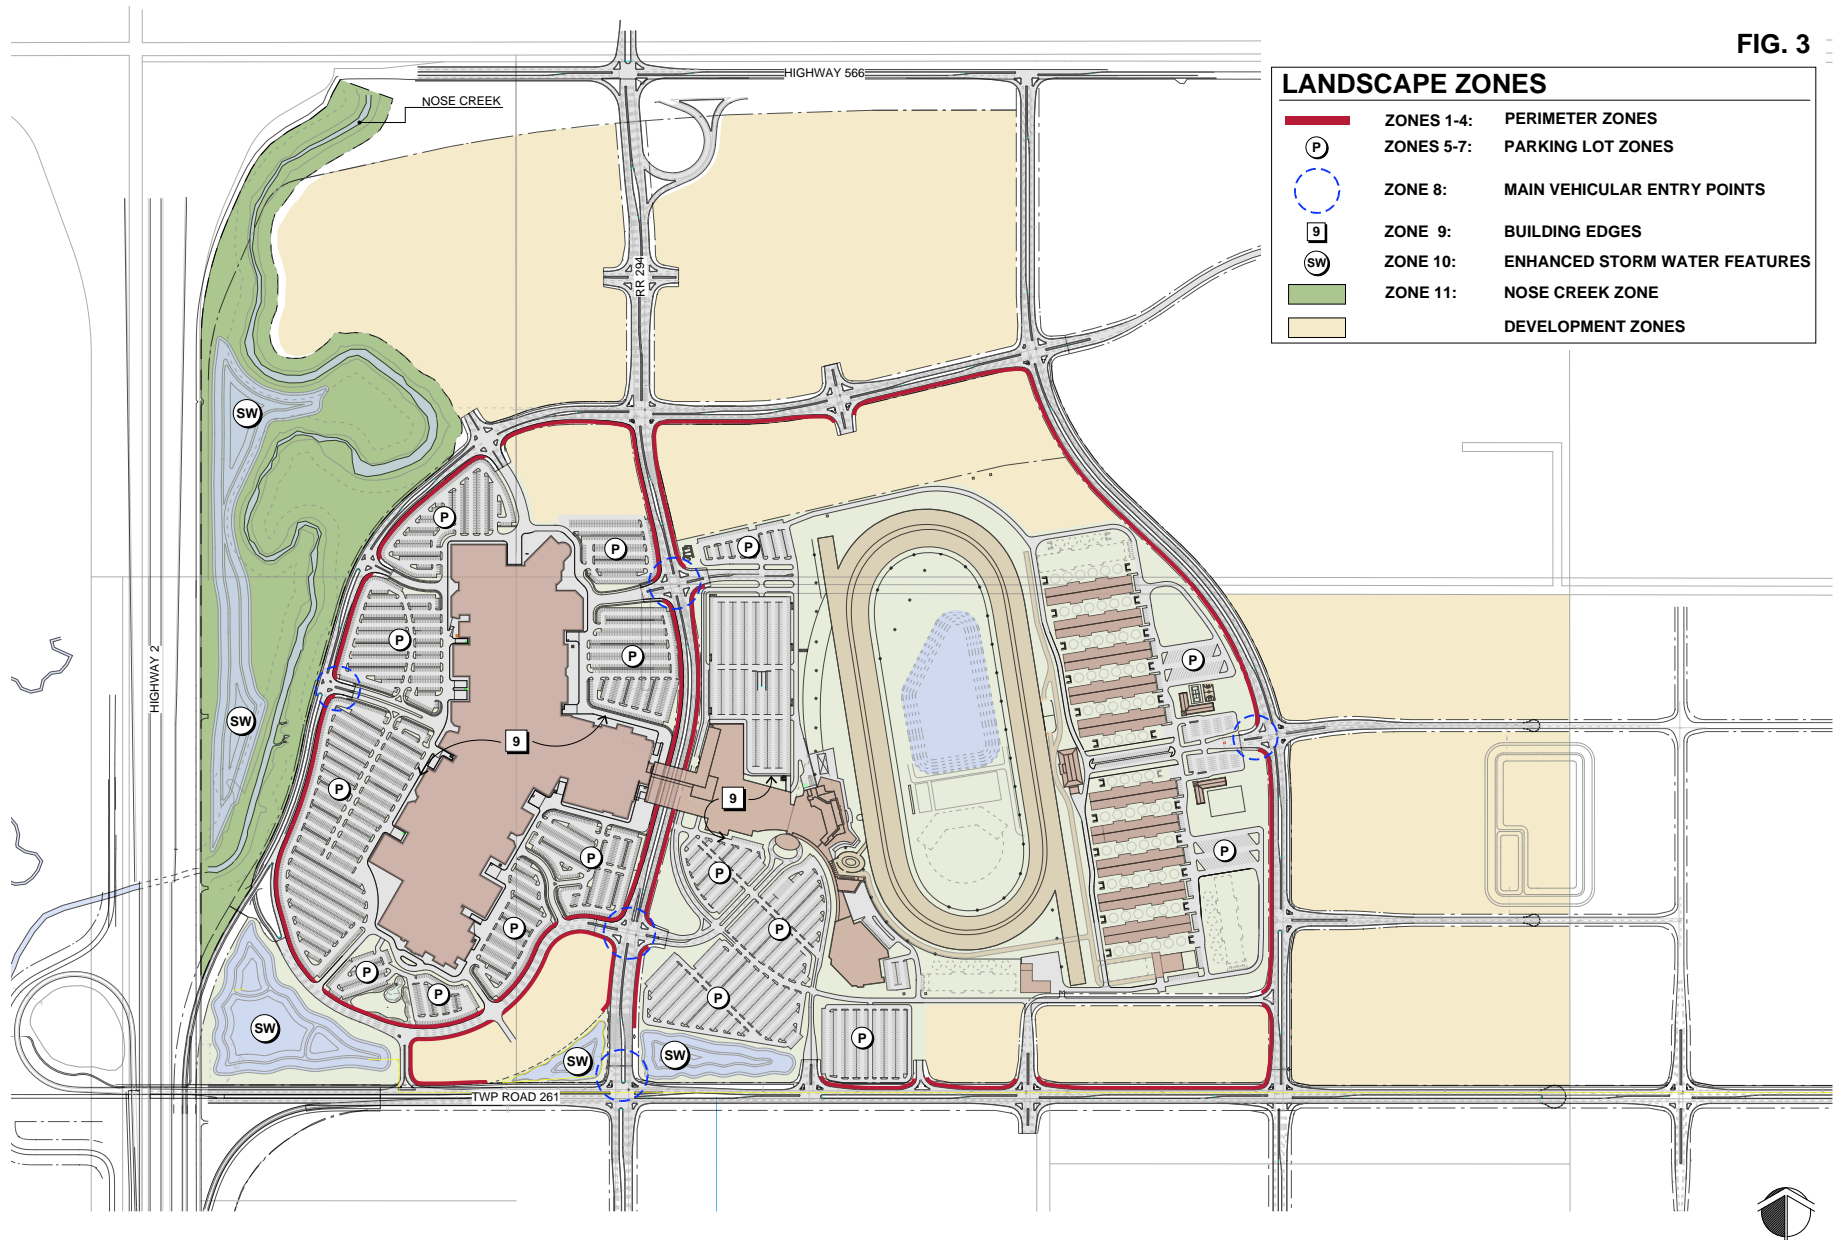 FIG. 3
LANDSCAPE ZONES
ZONES 1-4: PERIMETER ZONES
P ZONES 5-7: PARKING LOT ZONES
ZONE 8: MAIN VEHICULAR ENTRY POINTS
9 ZONE 9: BUILDING EDGES
SW ZONE 10: ENHANCED STORM WATER FEATURES
ZONE 11: NOSE CREEK ZONE
DEVELOPMENT ZONES
HIGHWAY 566
NOSE CREEK
RR 294
SW
P
P
P
P
P
P
HIGHWAY 2
SW
9
P
9
P
P
P
P
P
P
P
P
P
SW
P
SW
SW
TWP ROAD 261